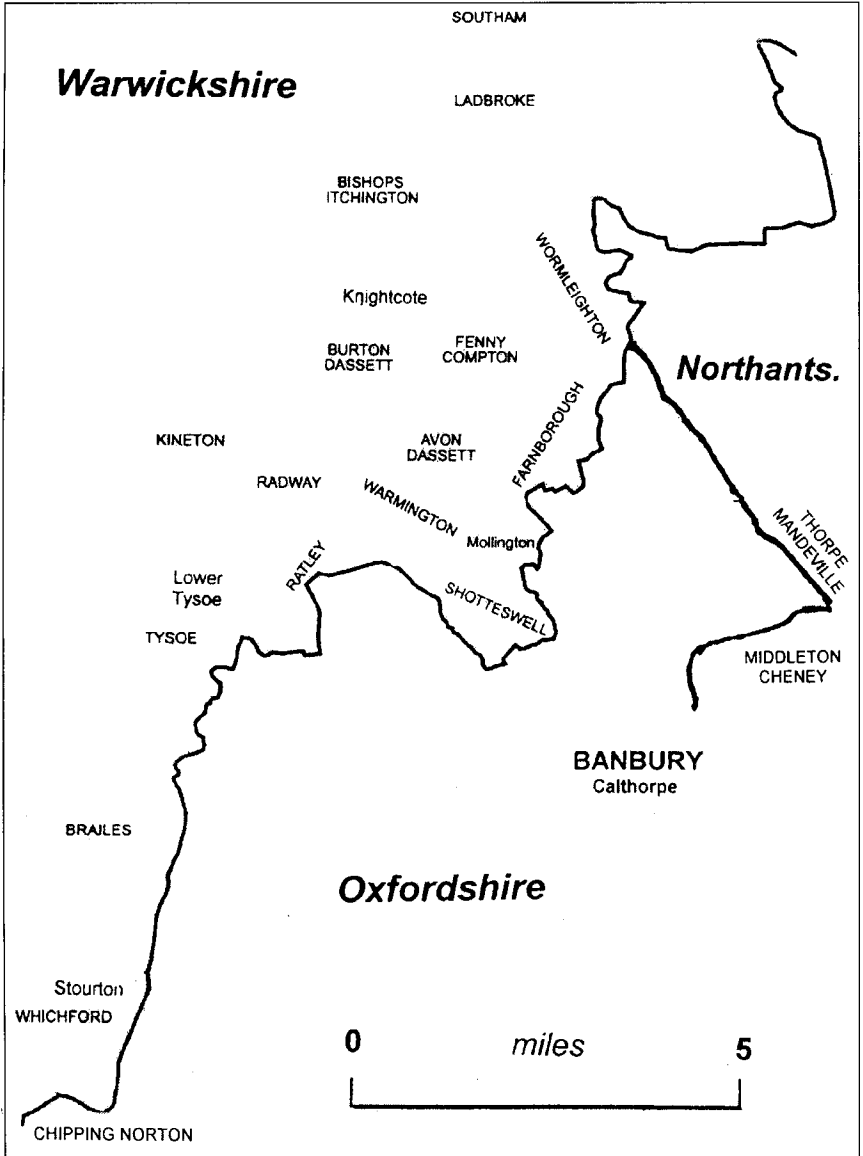 SOUTHAM
Warwickshire
LADBROKE
BISHOPS
ITCHINGTON
WORMLEIGHTON
Knightcote
BURTON
DASSETT
FENNY
COMPTON
Northants.
KINETON
AVON
DASSETT
FARNBOROUGH
RADWAY
WARMINGTON
Mollington
THORPE
MANDEVILLE
RATLEY
Lower
Tysoe
SHOTTESWELL
TYSOE
MIDDLETON
CHENEY
BANBURY
Calthorpe
BRAILES
Oxfordshire
Stourton
WHICHFORD
0 miles 5
CHIPPING NORTON